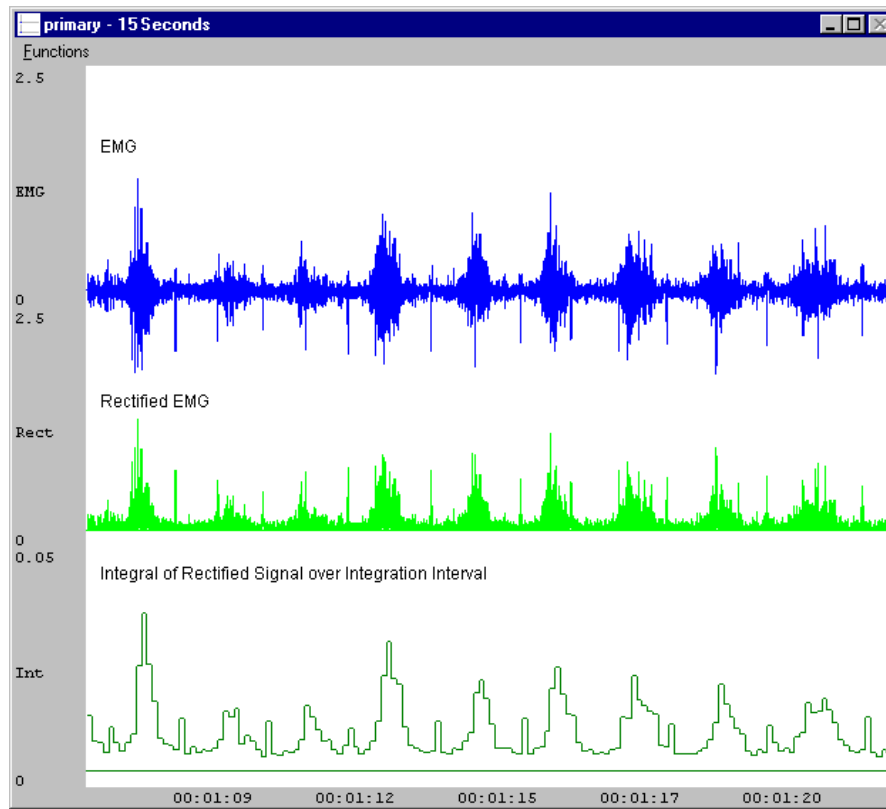 primary - 15 Seconds
Functions
2.5
EMG
EMG
0
2.5
Rectified EMG
Rect
0
0.05
Integral of Rectified Signal over Integration Interval
Int
0
00:01:09 00:01:12 00:01:15 00:01:17 00:01:20